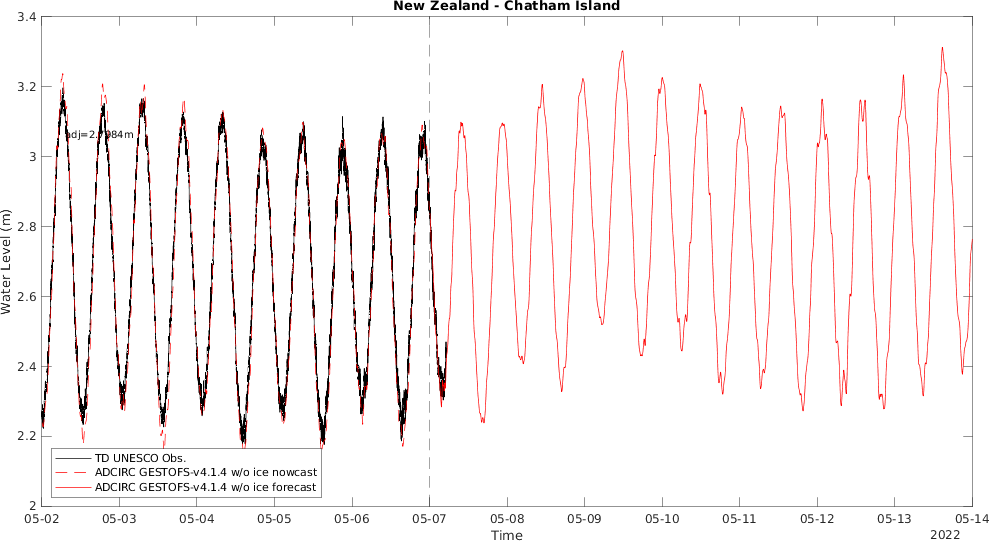 New Zealand - Chatham Island
3.4
3.2
3
2.8
2.6
2.4
2.2
2
Water Level (m)
TD UNESCO Obs.
ADCIRC GESTOFS-v4.1.4 w/o ice nowcast
ADCIRC GESTOFS-v4.1.4 w/o ice forecast
05-02 05-03 05-04 05-05 05-06 05-07 05-08 05-09 05-10 05-11 05-12 05-13 05-14
Time
2022